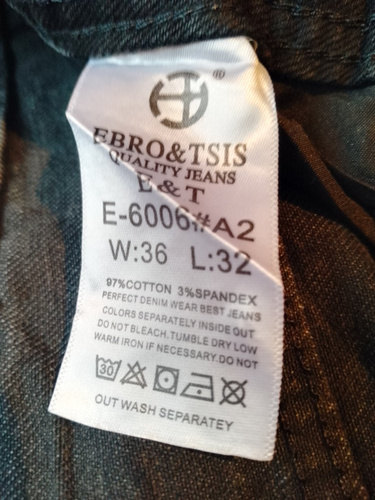 ®
EBRO&TSIS
QUALITY JEANS
E&T
E-6006#A2
W:36 L:32
97%COTTON 3%SPANDEX
PERFECT DENIM WEAR BEST JEANS
COLORS SEPARATELY INSIDE OUT
DO NOT BLEACH.TUMBLE DRY LOW
WARM IRON IF NECESSARY.DO NOT
30
OUT WASH SEPARATEY